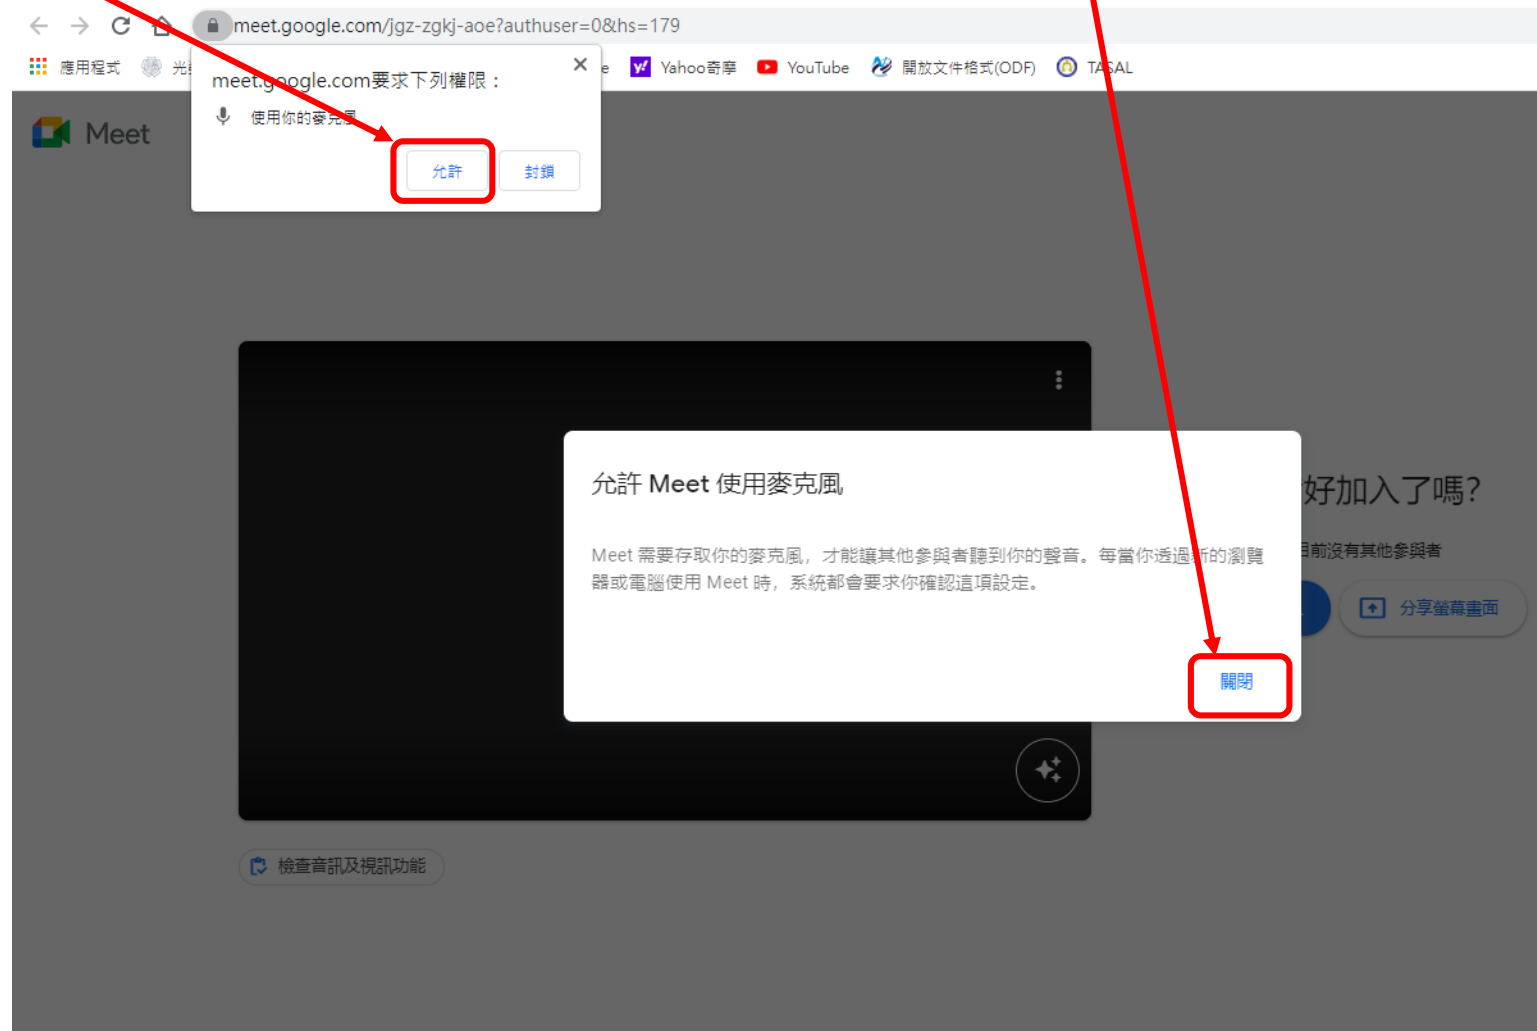 meet.google.com/jgz-zgkj-aoe?authuser=0&hs=179
應用程式 光 e Yahoo奇摩 YouTube 開放文件格式(ODF) TASAL
meet.google.com要求下列權限：
使用你的麥克風
允許 封鎖
Meet
允許 Meet 使用麥克風
Meet 需要存取你的麥克風，才能讓其他參與者聽到你的聲音。每當你透過新的瀏覽
器或電腦使用 Meet 時，系統都會要求你確認這項設定。
關閉
好加入了嗎？
目前沒有其他參與者
分享螢幕畫面
檢查音訊及視訊功能